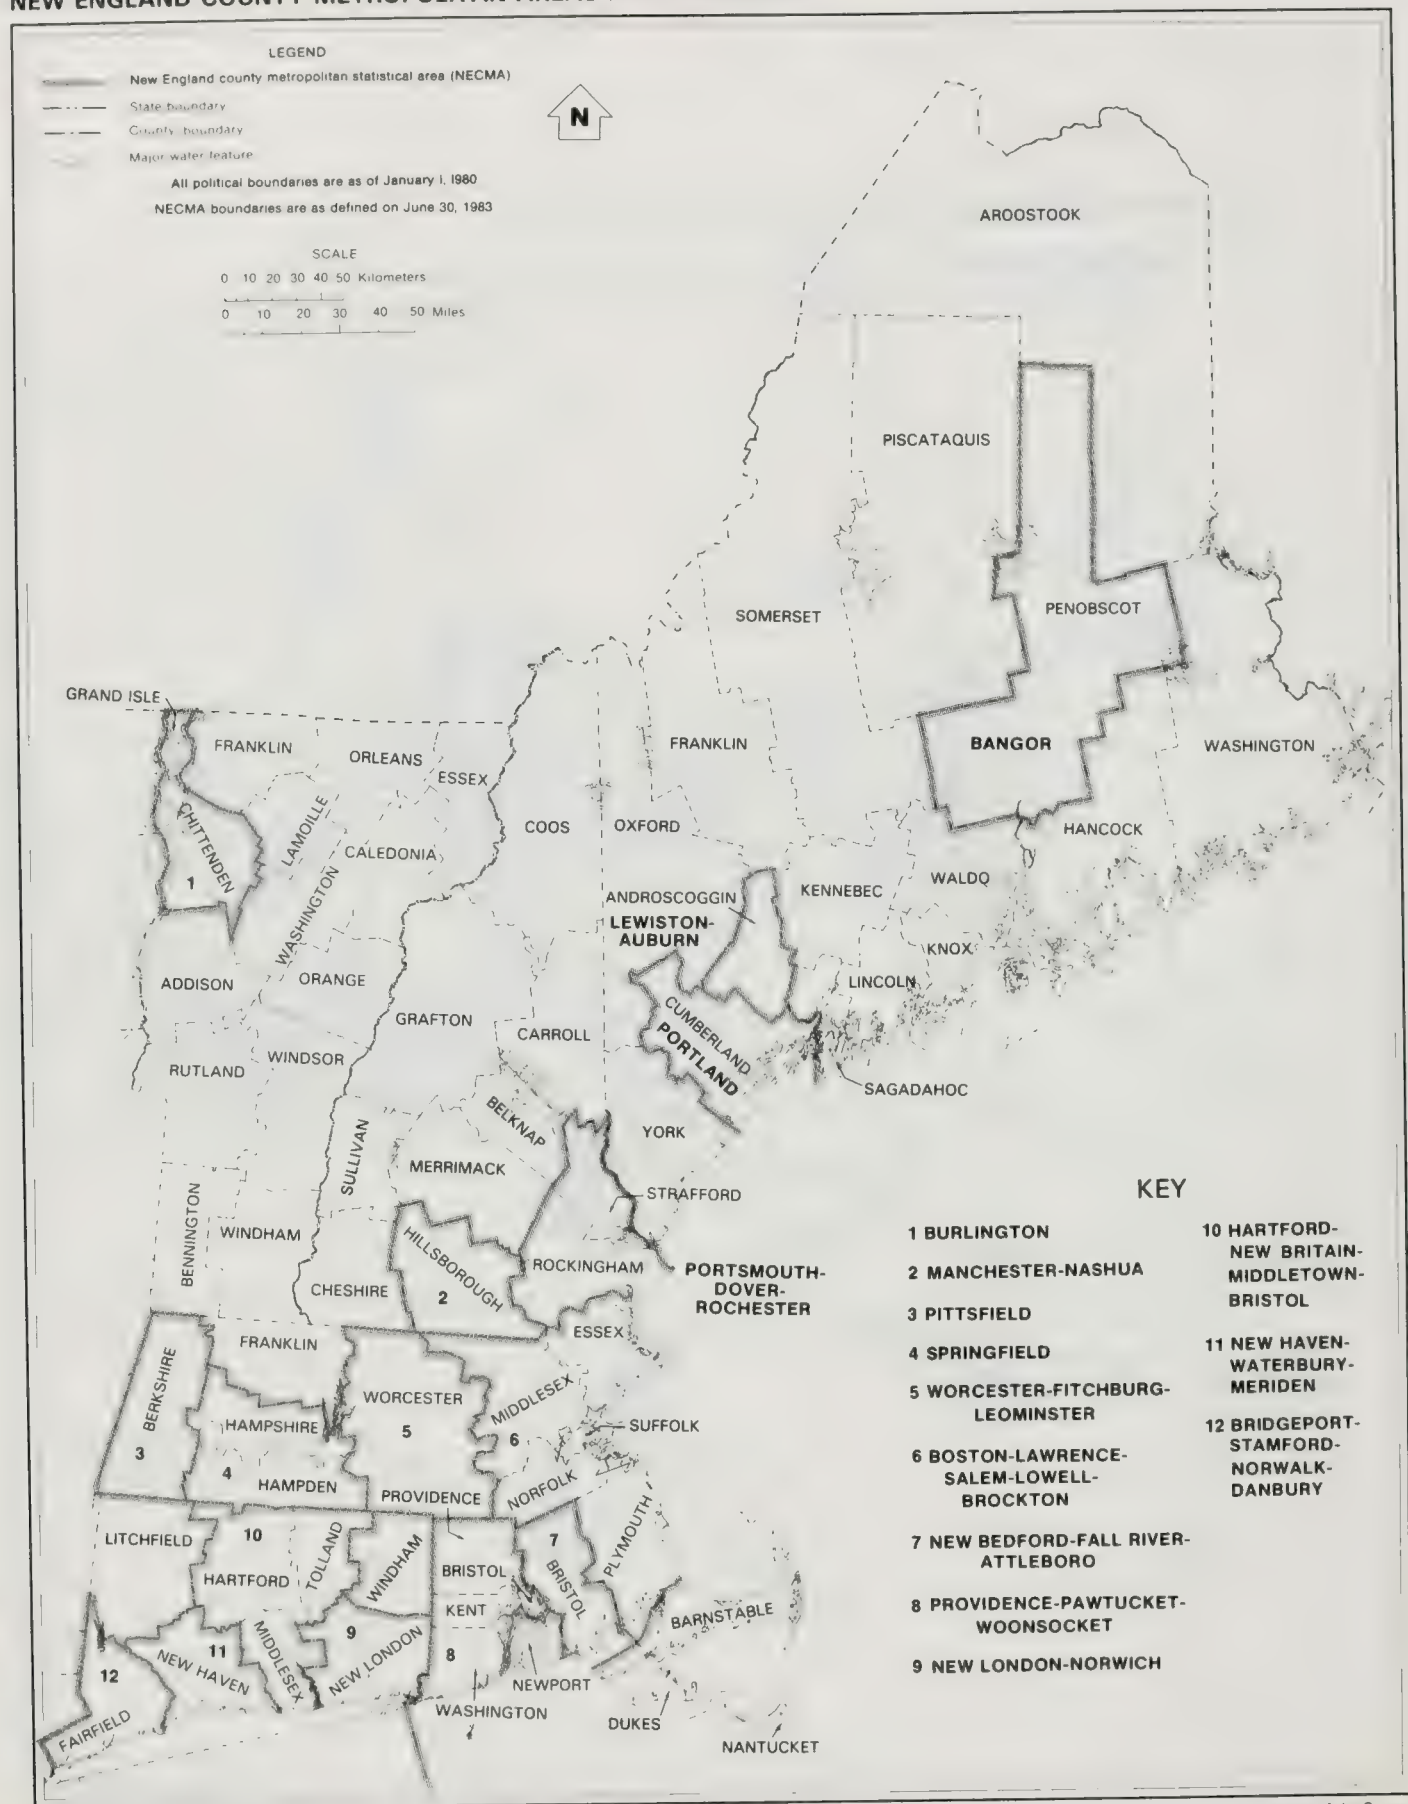 LEGEND
New England county metropolitan statistical area (NECMA)
State boundary
County boundary
Major water feature
All political boundaries are as of January 1, 1980
NECMA boundaries are as defined on June 30, 1983
N
SCALE
0 10 20 30 40 50 Kilometers
0 10 20 30 40 50 Miles
AROOSTOOK
PISCATAQUIS
SOMERSET
PENOBSCOT
GRAND ISLE
FRANKLIN
ORLEANS
ESSEX
FRANKLIN
BANGOR
WASHINGTON
CHITTENDEN
1
LAMOILLE
CALEDONIA
WASHINGTON
COOS
OXFORD
HANCOCK
ANDROSCOGGIN
LEWISTON-
AUBURN
KENNEBEC
WALDO
KNOX
LINCOLN
ADDISON
ORANGE
GRAFTON
CARROLL
CUMBERLAND
PORTLAND
SAGADAHOC
RUTLAND
WINDSOR
BELKNAP
YORK
SULLIVAN
MERRIMACK
STRAFFORD
BENNINGTON
WINDHAM
HILLSBOROUGH
2
ROCKINGHAM
PORTSMOUTH-
DOVER-
ROCHESTER
CHESHIRE
ESSEX
FRANKLIN
BERKSHIRE
3
HAMPSHIRE
4
HAMPDEN
WORCESTER
5
MIDDLESEX
6
SUFFOLK
NORFOLK
PROVIDENCE
PLYMOUTH
LITCHFIELD
10
HARTFORD
TOLLAND
WINDHAM
BRISTOL
7
BRISTOL
KENT
BARNSTABLE
9
NEW LONDON
8
11
NEW HAVEN
MIDDLESEX
12
FAIRFIELD
NEWPORT
WASHINGTON
DUKES
NANTUCKET
KEY
1 BURLINGTON
2 MANCHESTER-NASHUA
3 PITTSFIELD
4 SPRINGFIELD
5 WORCESTER-FITCHBURG-
LEOMINSTER
6 BOSTON-LAWRENCE-
SALEM-LOWELL-
BROCKTON
7 NEW BEDFORD-FALL RIVER-
ATTLEBORO
8 PROVIDENCE-PAWTUCKET-
WOONSOCKET
9 NEW LONDON-NORWICH
10 HARTFORD-
NEW BRITAIN-
MIDDLETOWN-
BRISTOL
11 NEW HAVEN-
WATERBURY-
MERIDEN
12 BRIDGEPORT-
STAMFORD-
NORWALK-
DANBURY